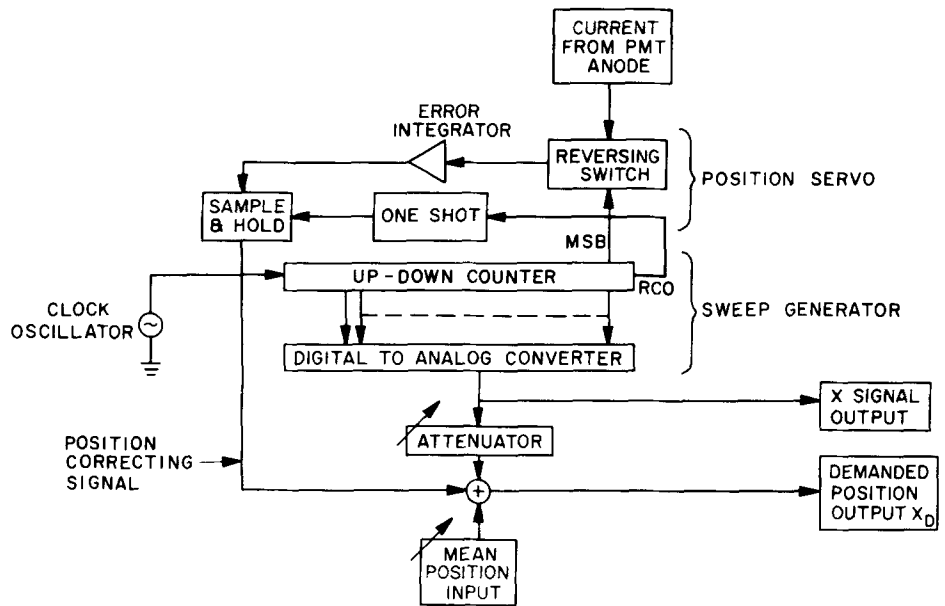 CURRENT
FROM PMT
ANODE
ERROR
INTEGRATOR
REVERSING
SWITCH
POSITION SERVO
SAMPLE
& HOLD
ONE SHOT
MSB
UP-DOWN COUNTER
RCO
CLOCK
OSCILLATOR
SWEEP GENERATOR
DIGITAL TO ANALOG CONVERTER
X SIGNAL
OUTPUT
ATTENUATOR
POSITION
CORRECTING
SIGNAL
+
DEMANDED
POSITION
OUTPUT XD
MEAN
POSITION
INPUT